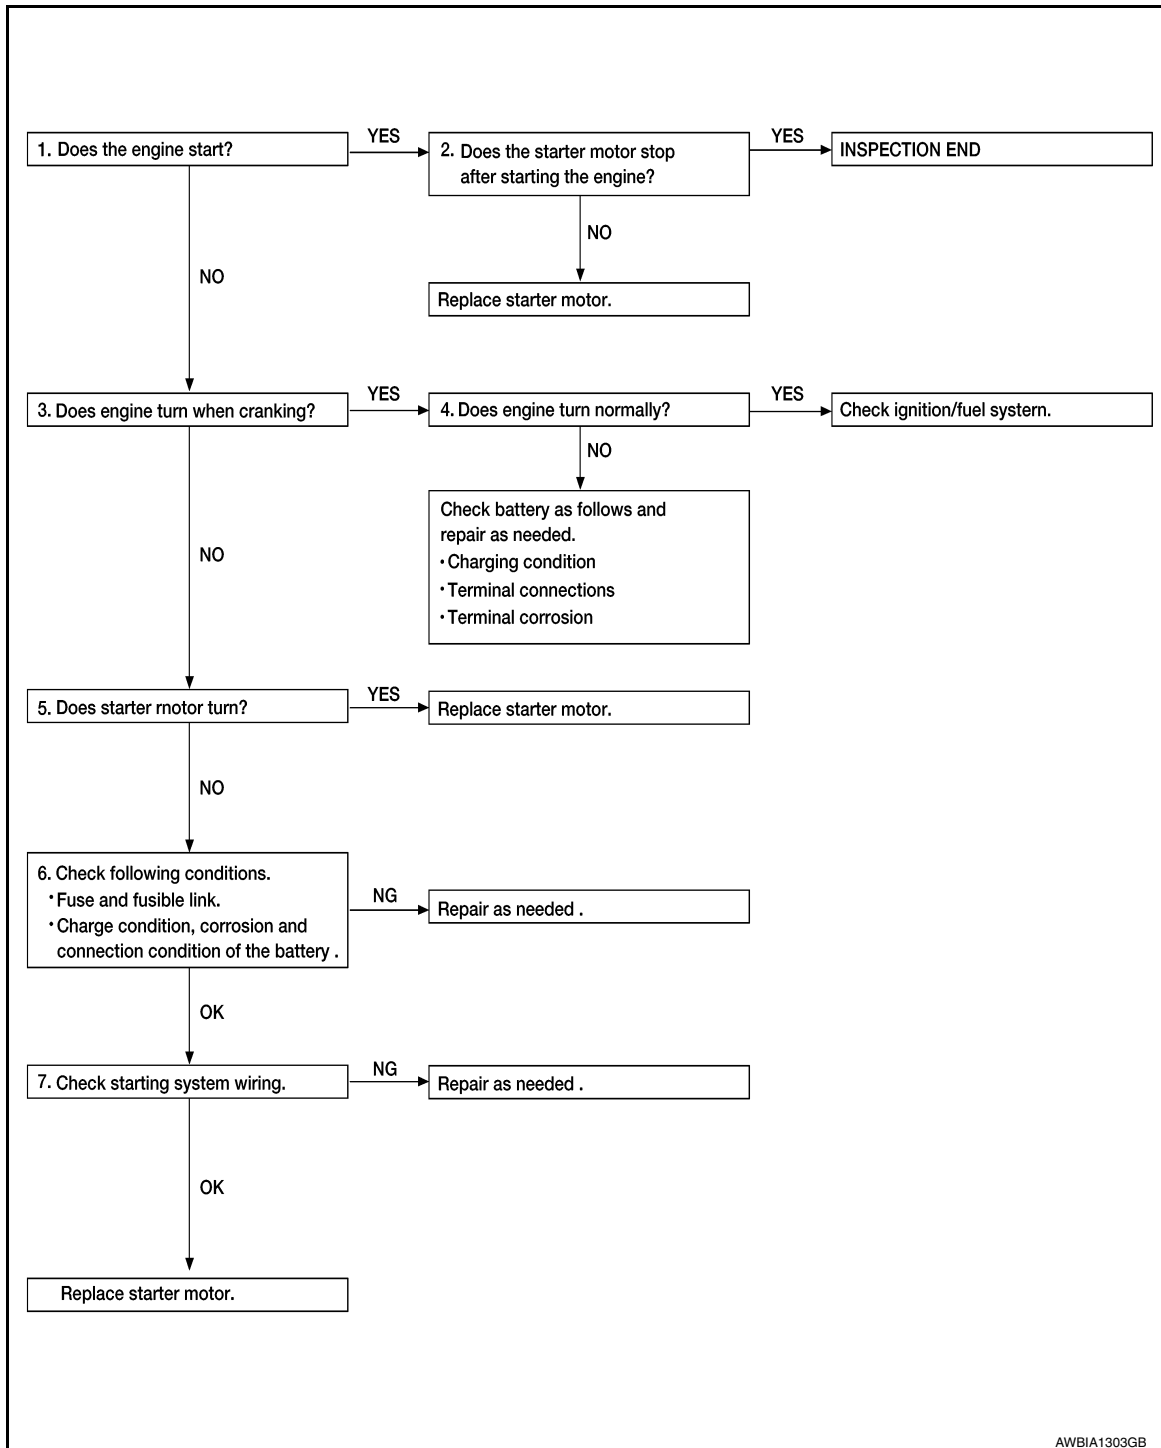 1. Does the engine start?
YES
2. Does the starter motor stop
after starting the engine?
YES
INSPECTION END
NO
Replace starter motor.
NO
3. Does engine turn when cranking?
YES
4. Does engine turn normally?
YES
Check ignition/fuel systern.
NO
Check battery as follows and
repair as needed.
• Charging condition
• Terminal connections
• Terminal corrosion
NO
5. Does starter rnotor turn?
YES
Replace starter motor.
NO
6. Check following conditions.
• Fuse and fusible link.
• Charge condition, corrosion and
connection condition of the battery .
NG
Repair as needed .
OK
7. Check starting system wiring.
NG
Repair as needed .
OK
Replace starter motor.
AWBIA1303GB